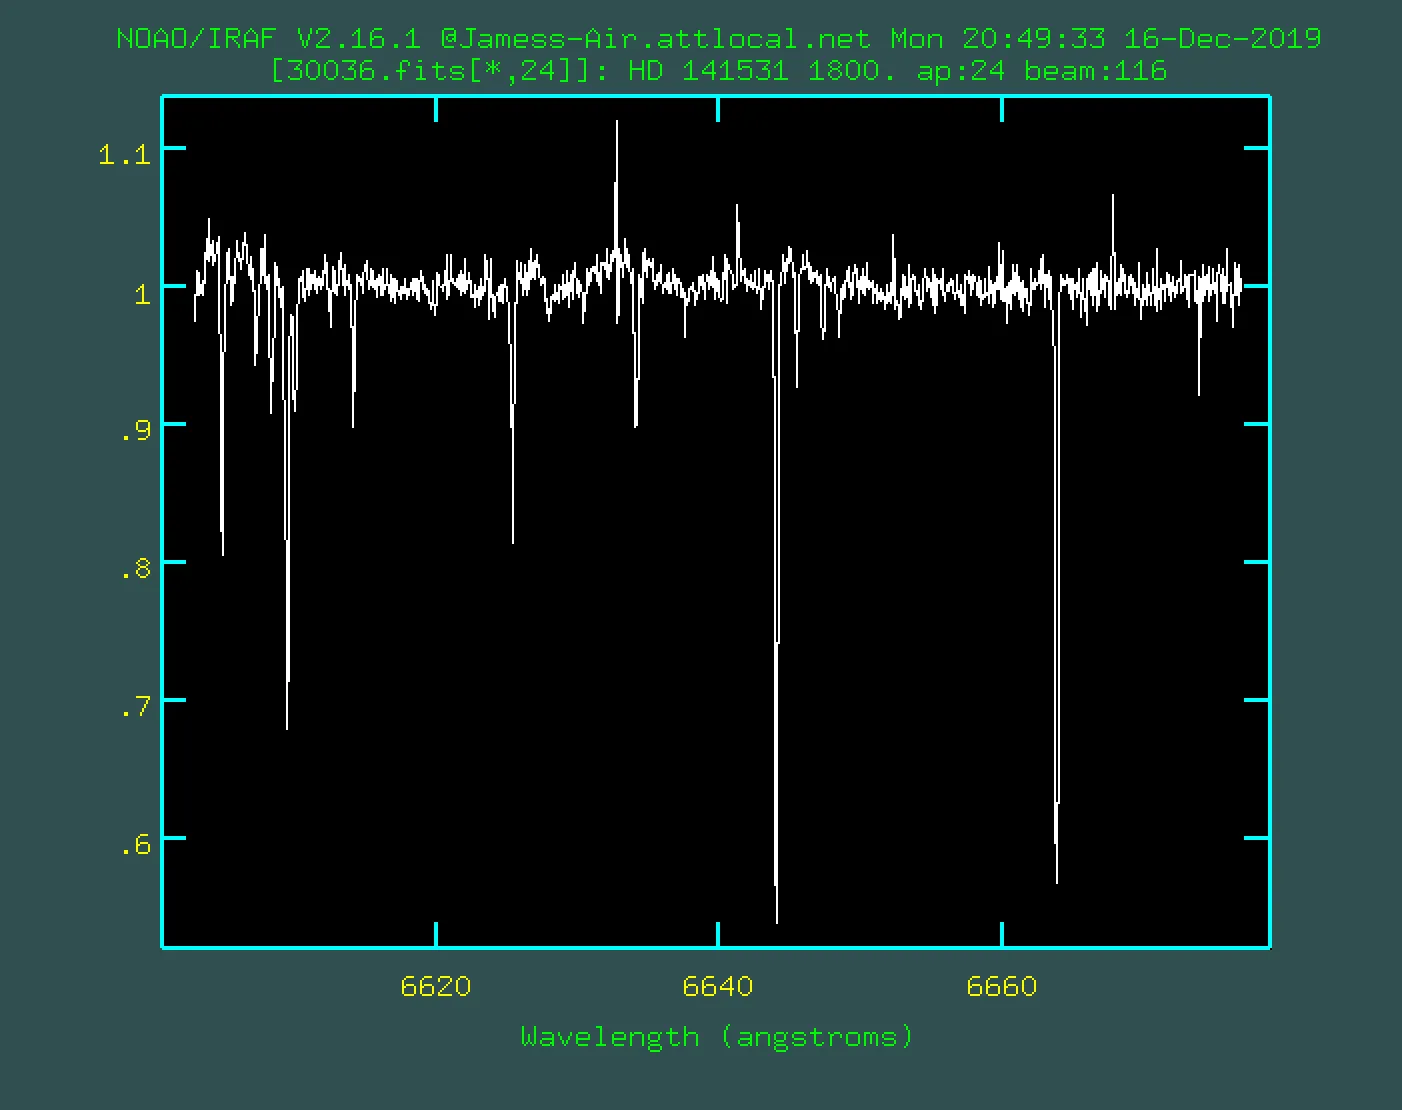 NOAO/IRAF V2.16.1 @Jamess-Air.attlocal.net Mon 20:49:33 16-Dec-2019
[30036.fits[*,24]]: HD 141531 1800. ap:24 beam:116
1.1
1
.9
.8
.7
.6
6620 6640 6660
Wavelength (angstroms)